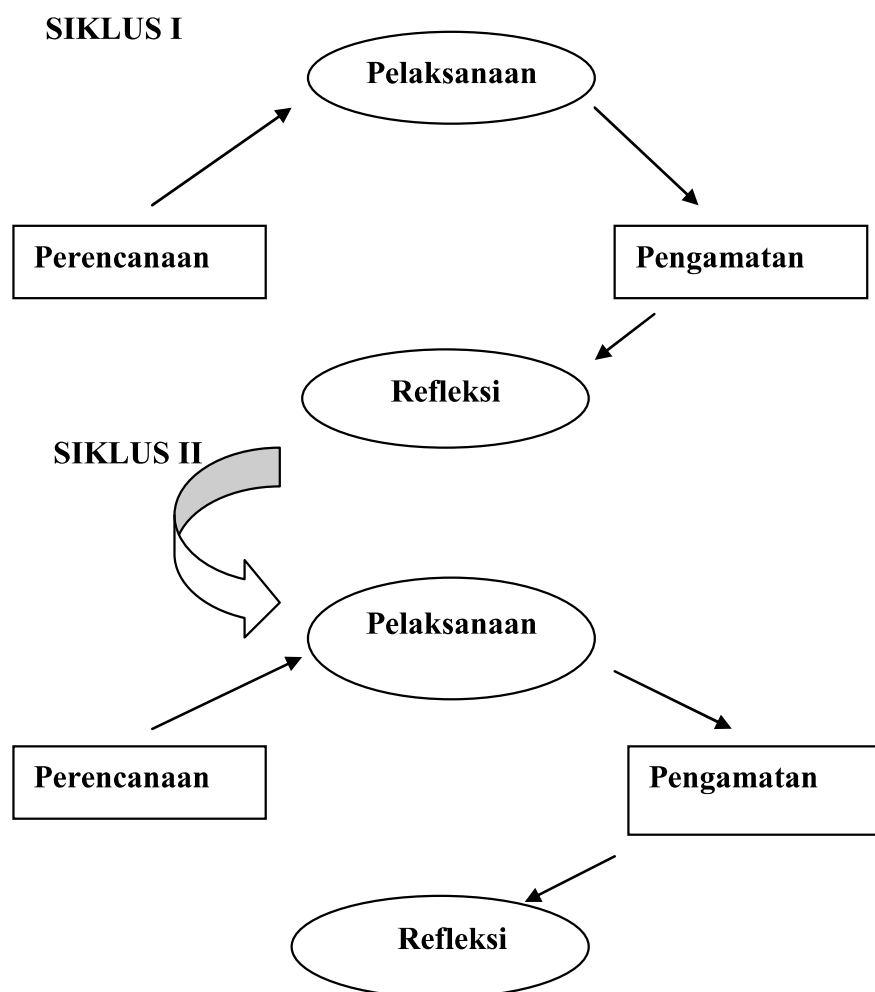 SIKLUS I
Pelaksanaan
Perencanaan
Pengamatan
Refleksi
SIKLUS II
Pelaksanaan
Perencanaan
Pengamatan
Refleksi